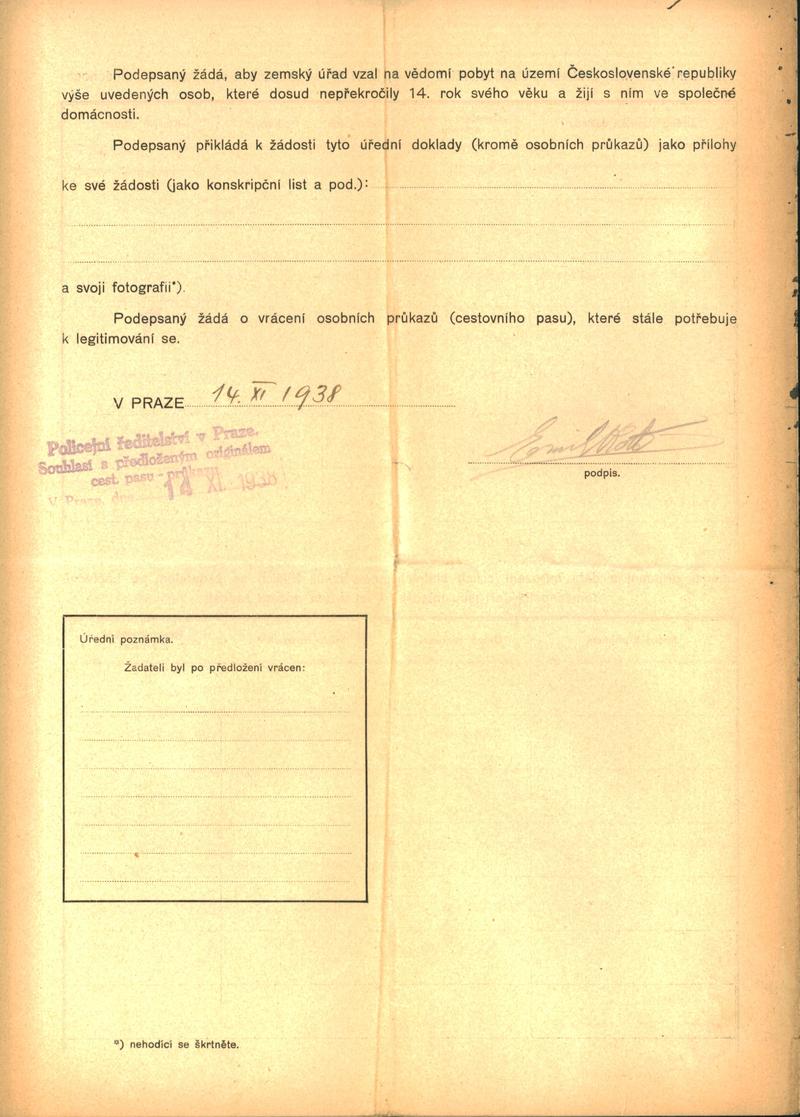 Podepsaný žádá, aby zemský úřad vzal na vědomí pobyt na území Československé republiky
výše uvedených osob, které dosud nepřekročily 14. rok svého věku a žijí s ním ve společné
domácnosti.
Podepsaný přikládá k žádosti tyto úřední doklady (kromě osobních průkazů) jako přílohy
ke své žádosti (jako konskripční list a pod.):
a svoji fotografii*).
Podepsaný žádá o vrácení osobních průkazů (cestovního pasu), které stále potřebuje
k legitimování se.
V PRAZE 14. XI 1938
Policejní ředitelství v Praze.
Souhlasí s předloženým originálem
cest. pasu - průkazu
V Praze, dne 14 XI. 1938
Emil
podpis.
Úřední poznámka.
Žadateli byl po předložení vrácen:
*) nehodící se škrtněte.